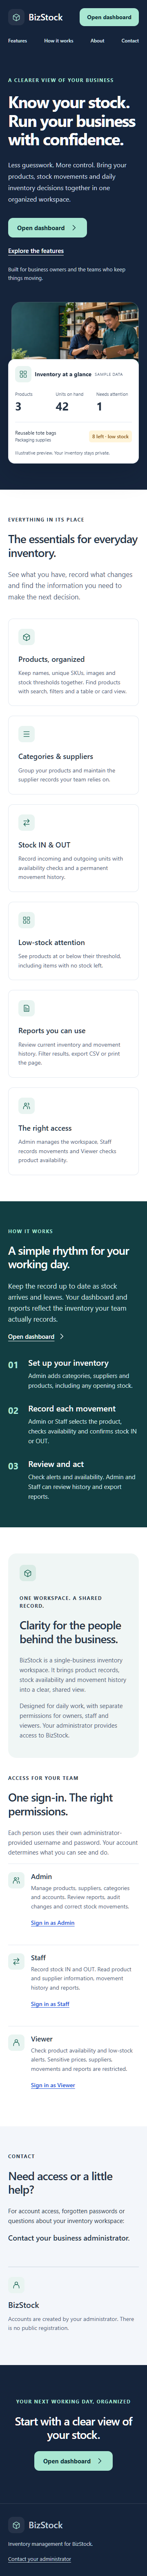 BizStock
Open dashboard
Features
How it works
About
Contact
A CLEARER VIEW OF YOUR BUSINESS
Know your stock.
Run your business
with confidence.
Less guesswork. More control. Bring your
products, stock movements and daily
inventory decisions together in one
organized workspace.
Open dashboard
Explore the features
Built for business owners and the teams who keep
things moving.
Inventory at a glance
SAMPLE DATA
Products
Units on hand
Needs attention
3
42
1
Reusable tote bags
Packaging supplies
8 left · low stock
Illustrative preview. Your inventory stays private.
EVERYTHING IN ITS PLACE
The essentials for everyday
inventory.
See what you have, record what changes
and find the information you need to
make the next decision.
Products, organized
Keep names, unique SKUs, images and
stock thresholds together. Find products
with search, filters and a table or card view.
Categories & suppliers
Group your products and maintain the
supplier records your team relies on.
Stock IN & OUT
Record incoming and outgoing units with
availability checks and a permanent
movement history.
Low-stock attention
See products at or below their threshold,
including items with no stock left.
Reports you can use
Review current inventory and movement
history. Filter results, export CSV or print
the page.
The right access
Admin manages the workspace, Staff
records movements and Viewer checks
product availability.
HOW IT WORKS
A simple rhythm for your
working day.
Keep the record up to date as stock
arrives and leaves. Your dashboard and
reports reflect the inventory your team
actually records.
Open dashboard
01
Set up your inventory
Admin adds categories, suppliers and
products, including any opening stock.
02
Record each movement
Admin or Staff selects the product,
checks availability and confirms stock IN
or OUT.
03
Review and act
Check alerts and availability. Admin and
Staff can review history and export
reports.
ONE WORKSPACE. A SHARED
RECORD.
Clarity for the people
behind the business.
BizStock is a single-business inventory
workspace. It brings product records,
stock availability and movement history
into a clear, shared view.
Designed for daily work, with separate
permissions for owners, staff and
viewers. Your administrator provides
access to BizStock.
ACCESS FOR YOUR TEAM
One sign-in. The right
permissions.
Each person uses their own administrator-
provided username and password. Your account
determines what you can see and do.
Admin
Manage products, suppliers, categories
and accounts. Review reports, audit
changes and correct stock movements.
Sign in as Admin
Staff
Record stock IN and OUT. Read product
and supplier information, movement
history and reports.
Sign in as Staff
Viewer
Check product availability and low-stock
alerts. Sensitive prices, suppliers,
movements and reports are restricted.
Sign in as Viewer
CONTACT
Need access or a little
help?
For account access, forgotten passwords or
questions about your inventory workspace:
Contact your business administrator.
BizStock
Accounts are created by your administrator. There
is no public registration.
YOUR NEXT WORKING DAY, ORGANIZED
Start with a clear view of
your stock.
Open dashboard
BizStock
Inventory management for BizStock.
Contact your administrator